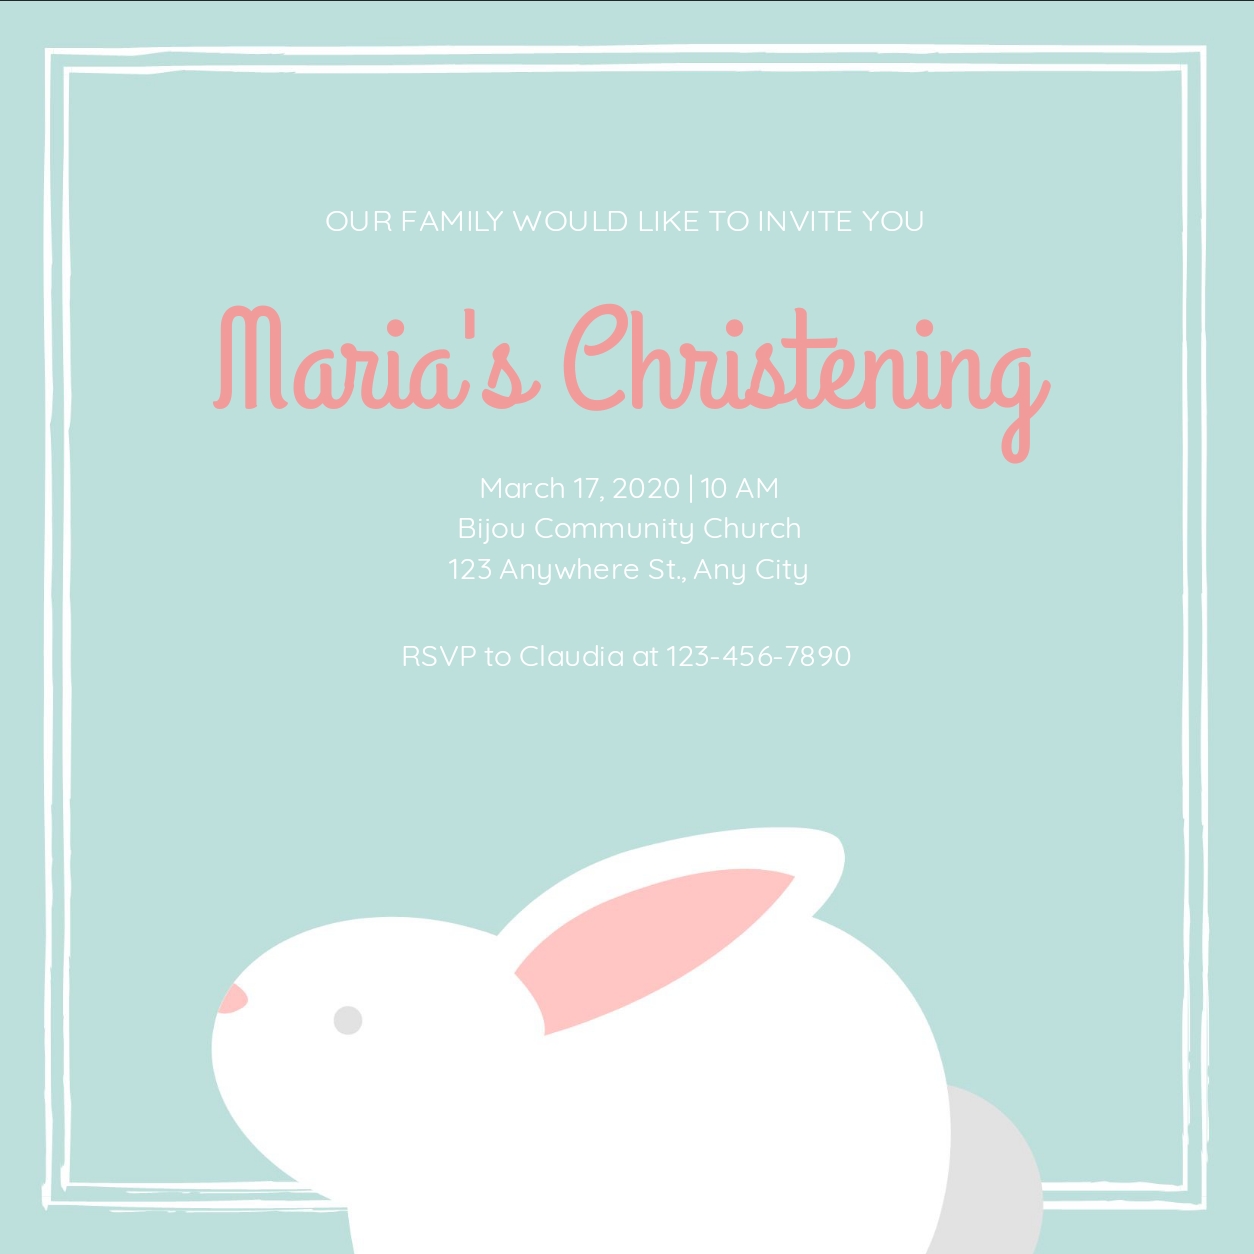 OUR FAMILY WOULD LIKE TO INVITE YOU
Maria's Christening
March 17, 2020 | 10 AM
Bijou Community Church
123 Anywhere St., Any City
RSVP to Claudia at 123-456-7890